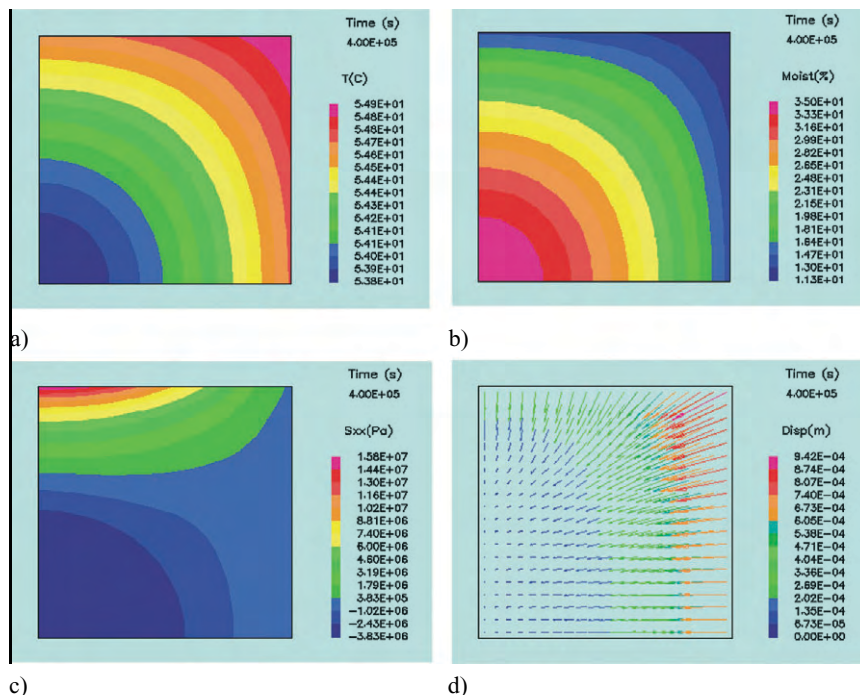 Time (s)
4.00E+05
T(C)
5.49E+01
5.48E+01
5.48E+01
5.47E+01
5.46E+01
5.45E+01
5.44E+01
5.44E+01
5.43E+01
5.42E+01
5.41E+01
5.41E+01
5.40E+01
5.39E+01
5.38E+01
a)
Time (s)
4.00E+05
Moist(%)
3.50E+01
3.33E+01
3.16E+01
2.99E+01
2.82E+01
2.65E+01
2.48E+01
2.31E+01
2.15E+01
1.98E+01
1.81E+01
1.64E+01
1.47E+01
1.30E+01
1.13E+01
b)
Time (s)
4.00E+05
Sxx(Pa)
1.58E+07
1.44E+07
1.30E+07
1.16E+07
1.02E+07
8.81E+06
7.40E+06
6.00E+06
4.60E+06
3.19E+06
1.79E+06
3.83E+05
-1.02E+06
-2.43E+06
-3.83E+06
c)
Time (s)
4.00E+05
Disp(m)
9.42E-04
8.74E-04
8.07E-04
7.40E-04
6.73E-04
6.05E-04
5.38E-04
4.71E-04
4.04E-04
3.36E-04
2.69E-04
2.02E-04
1.35E-04
6.73E-05
0.00E+00
d)